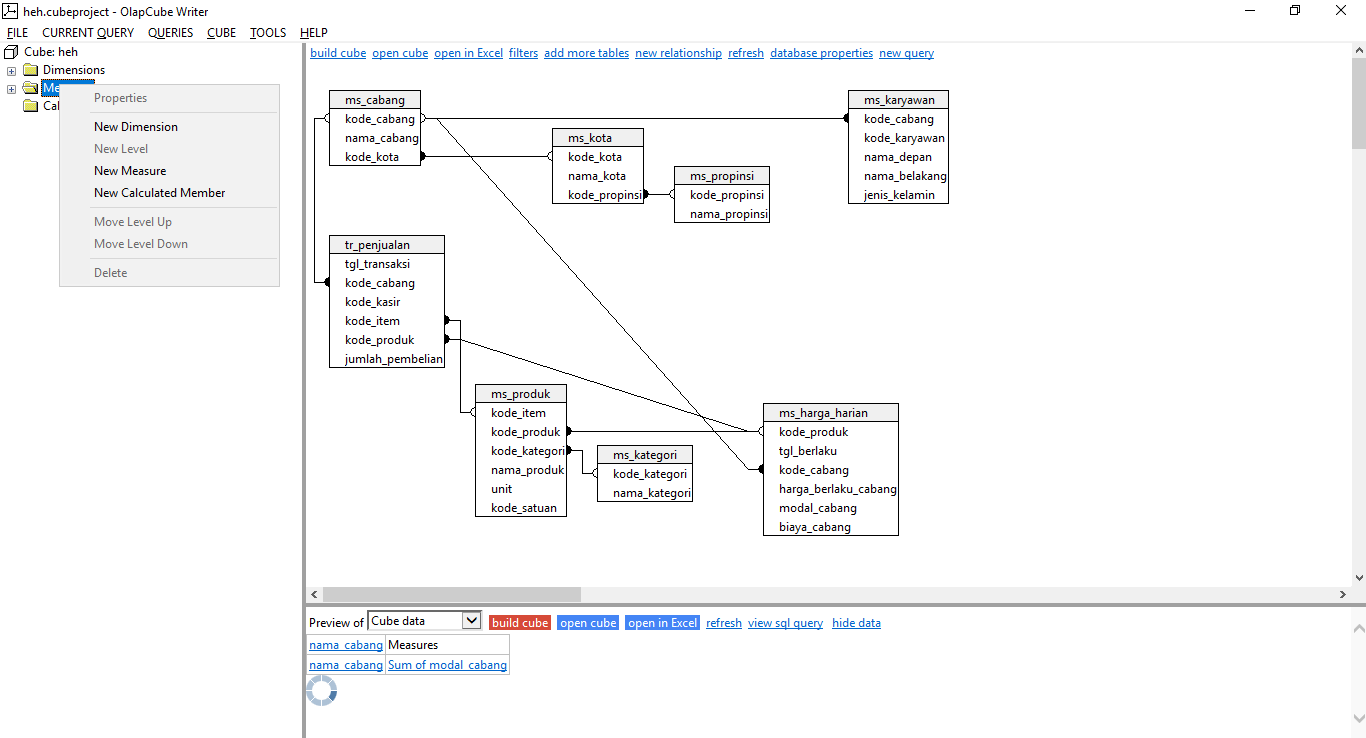 heh.cubeproject - OlapCube Writer
FILE CURRENT QUERY QUERIES CUBE TOOLS HELP
Cube: heh
Dimensions
Me
Cal
Properties
New Dimension
New Level
New Measure
New Calculated Member
Move Level Up
Move Level Down
Delete
build cube open cube open in Excel filters add more tables new relationship refresh database properties new query
ms_cabang
kode_cabang
nama_cabang
kode_kota
ms_kota
kode_kota
nama_kota
kode_propinsi
ms_propinsi
kode_propinsi
nama_propinsi
ms_karyawan
kode_cabang
kode_karyawan
nama_depan
nama_belakang
jenis_kelamin
tr_penjualan
tgl_transaksi
kode_cabang
kode_kasir
kode_item
kode_produk
jumlah_pembelian
ms_produk
kode_item
kode_produk
kode_kategori
nama_produk
unit
kode_satuan
ms_kategori
kode_kategori
nama_kategori
ms_harga_harian
kode_produk
tgl_berlaku
kode_cabang
harga_berlaku_cabang
modal_cabang
biaya_cabang
Preview of Cube data build cube open cube open in Excel refresh view sql query hide data
nama_cabang Measures
nama_cabang Sum of modal_cabang